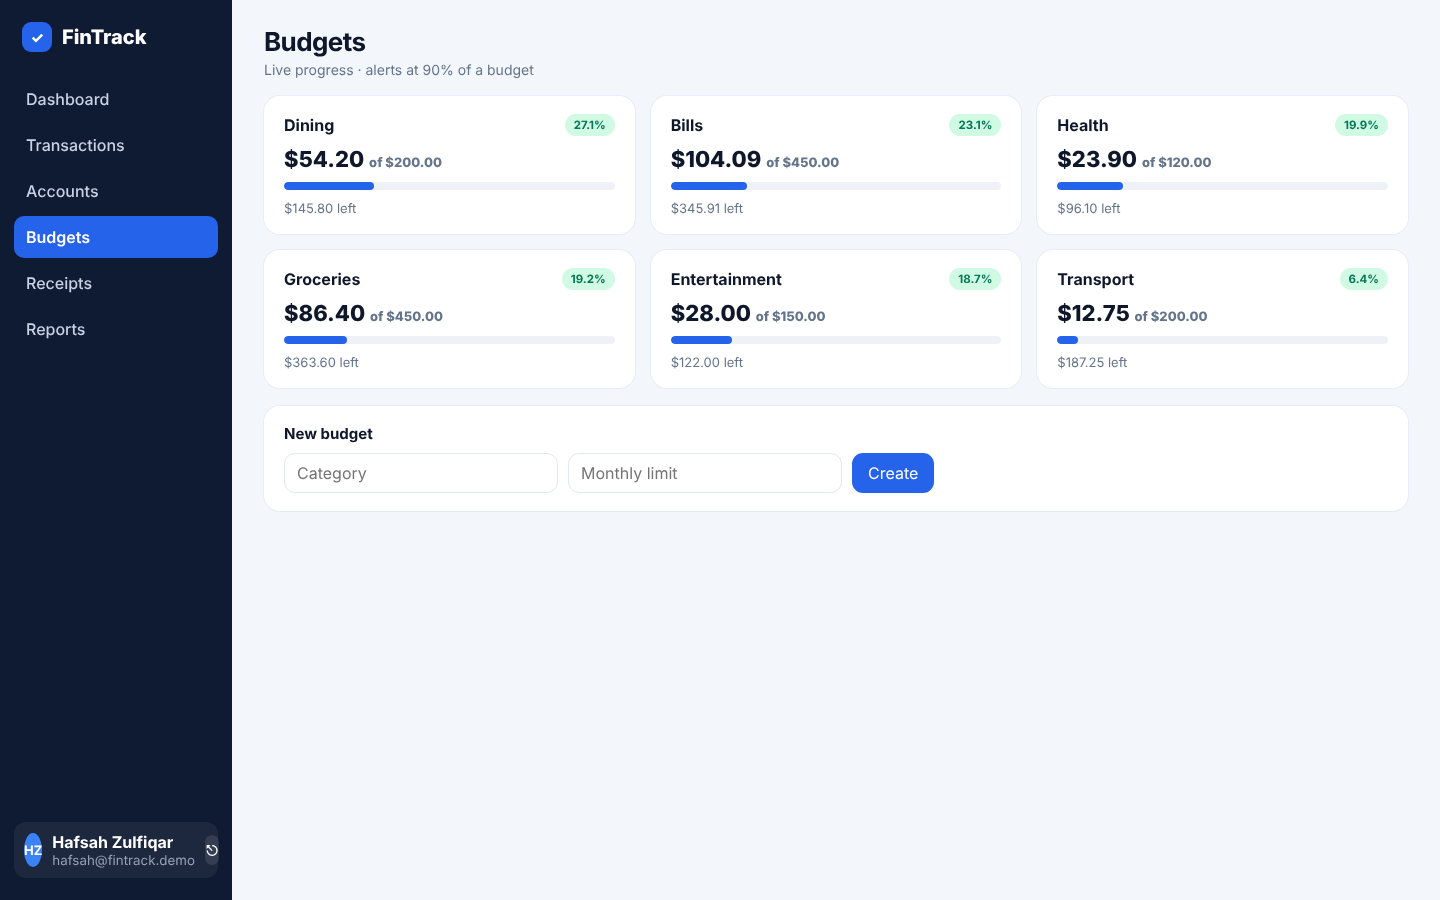 FinTrack
Dashboard
Transactions
Accounts
Budgets
Receipts
Reports
HZ
Hafsah Zulfiqar
hafsah@fintrack.demo
Budgets
Live progress · alerts at 90% of a budget
Dining 27.1%
$54.20 of $200.00
$145.80 left
Bills 23.1%
$104.09 of $450.00
$345.91 left
Health 19.9%
$23.90 of $120.00
$96.10 left
Groceries 19.2%
$86.40 of $450.00
$363.60 left
Entertainment 18.7%
$28.00 of $150.00
$122.00 left
Transport 6.4%
$12.75 of $200.00
$187.25 left
New budget
Category
Monthly limit
Create